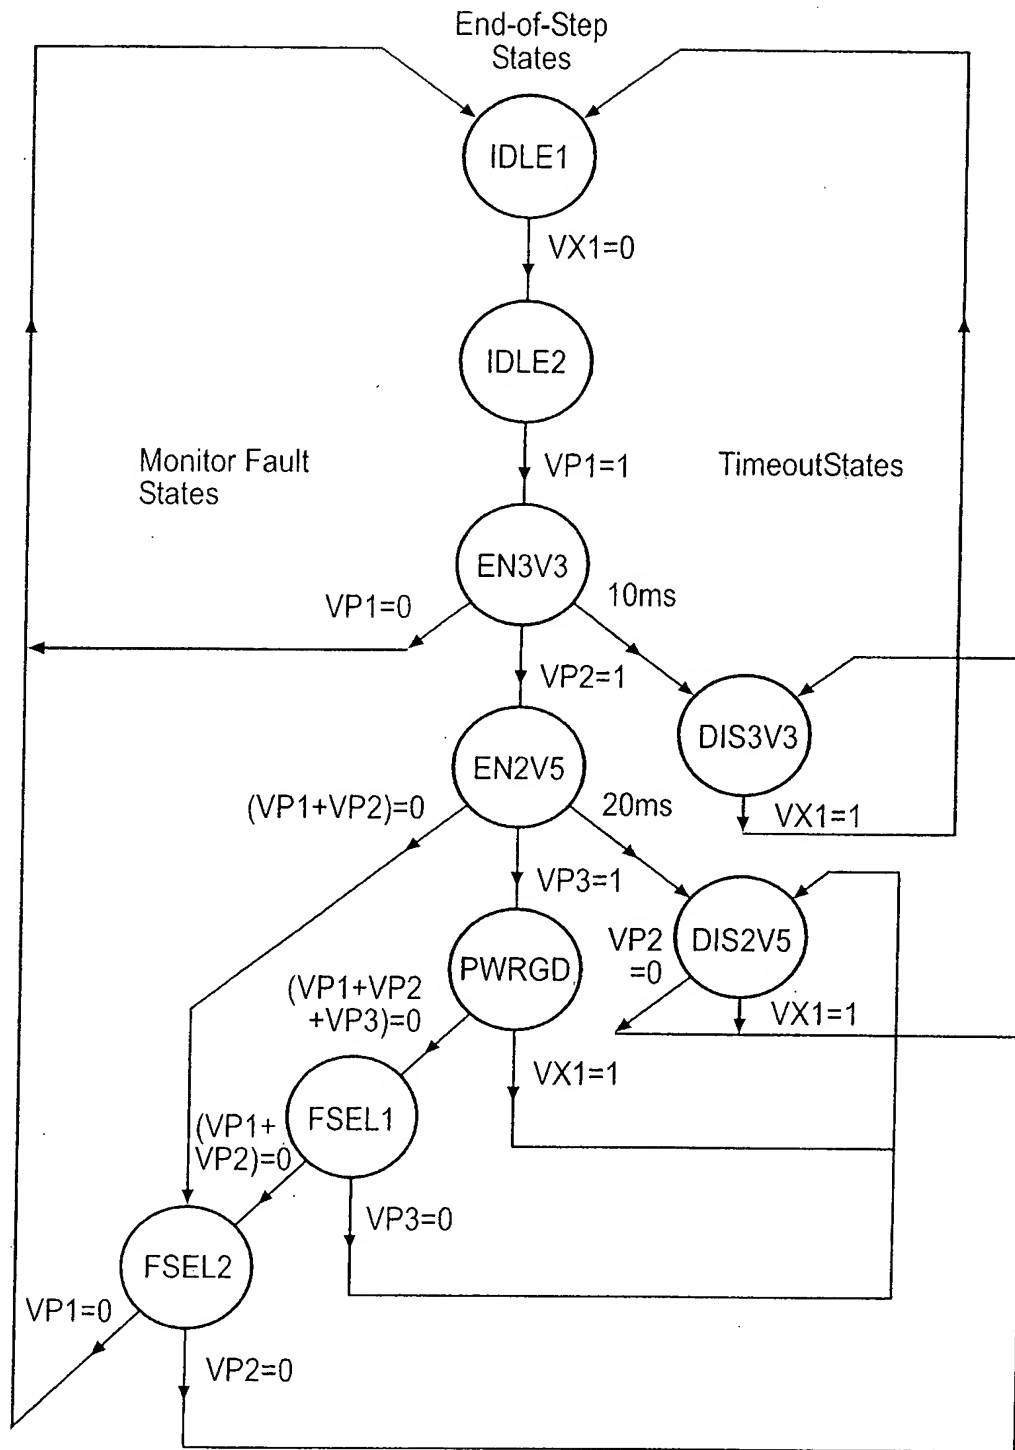 End-of-Step
States
IDLE1
VX1=0
IDLE2
Monitor Fault
States
VP1=1
TimeoutStates
EN3V3
VP1=0
10ms
VP2=1
DIS3V3
EN2V5
(VP1+VP2)=0
20ms
VX1=1
VP3=1
DIS2V5
VP2
=0
PWRGD
(VP1+VP2
+VP3)=0
VX1=1
VX1=1
FSEL1
(VP1+
VP2)=0
VP3=0
FSEL2
VP1=0
VP2=0